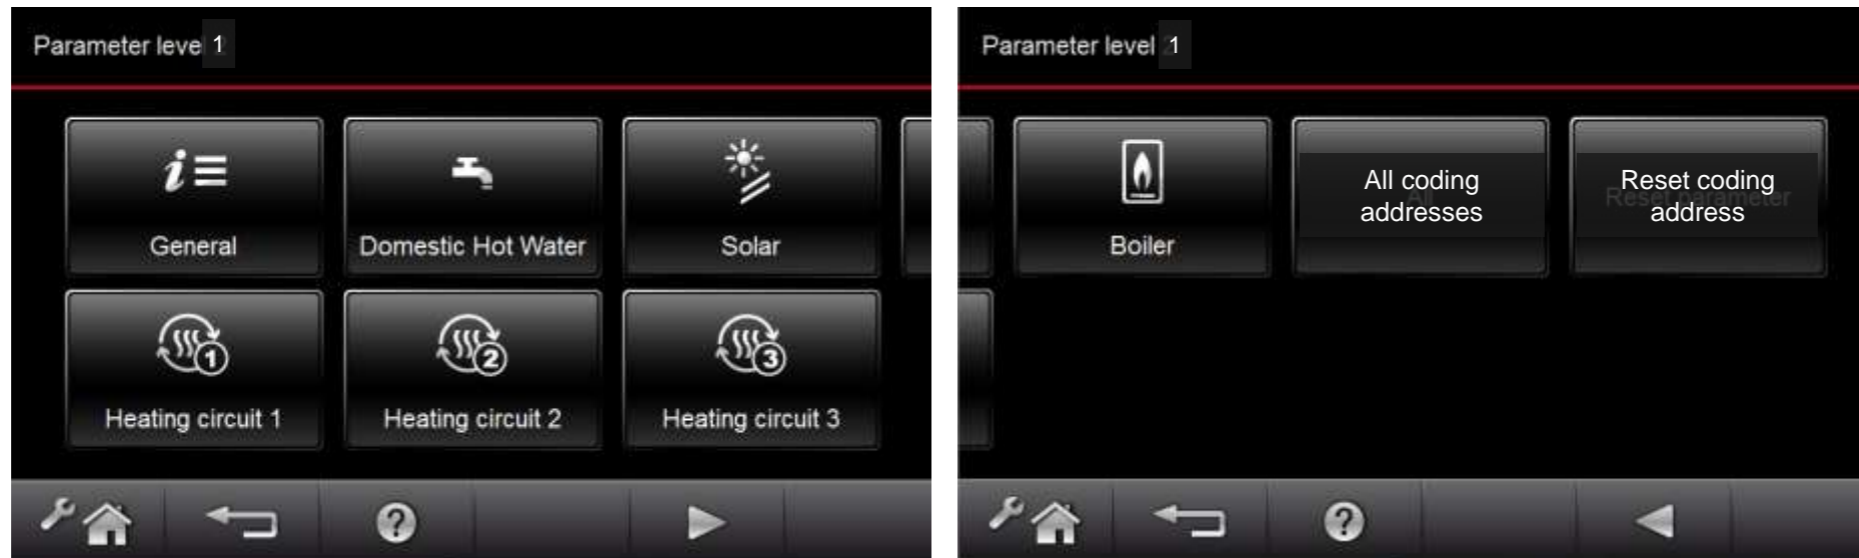 Parameter level 1
General
Domestic Hot Water
Solar
Heating circuit 1
Heating circuit 2
Heating circuit 3
Parameter level 1
Boiler
All coding
addresses
Reset coding
address